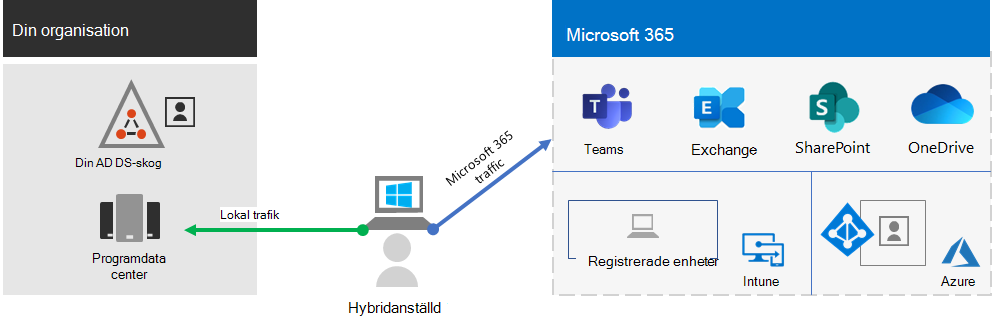 Din organisation
Din AD DS-skog
Programdata
center
Lokal trafik
Microsoft 365
traffic
Hybridanställd
Microsoft 365
Teams
Exchange
SharePoint
OneDrive
Registrerade enheter
Intune
Azure